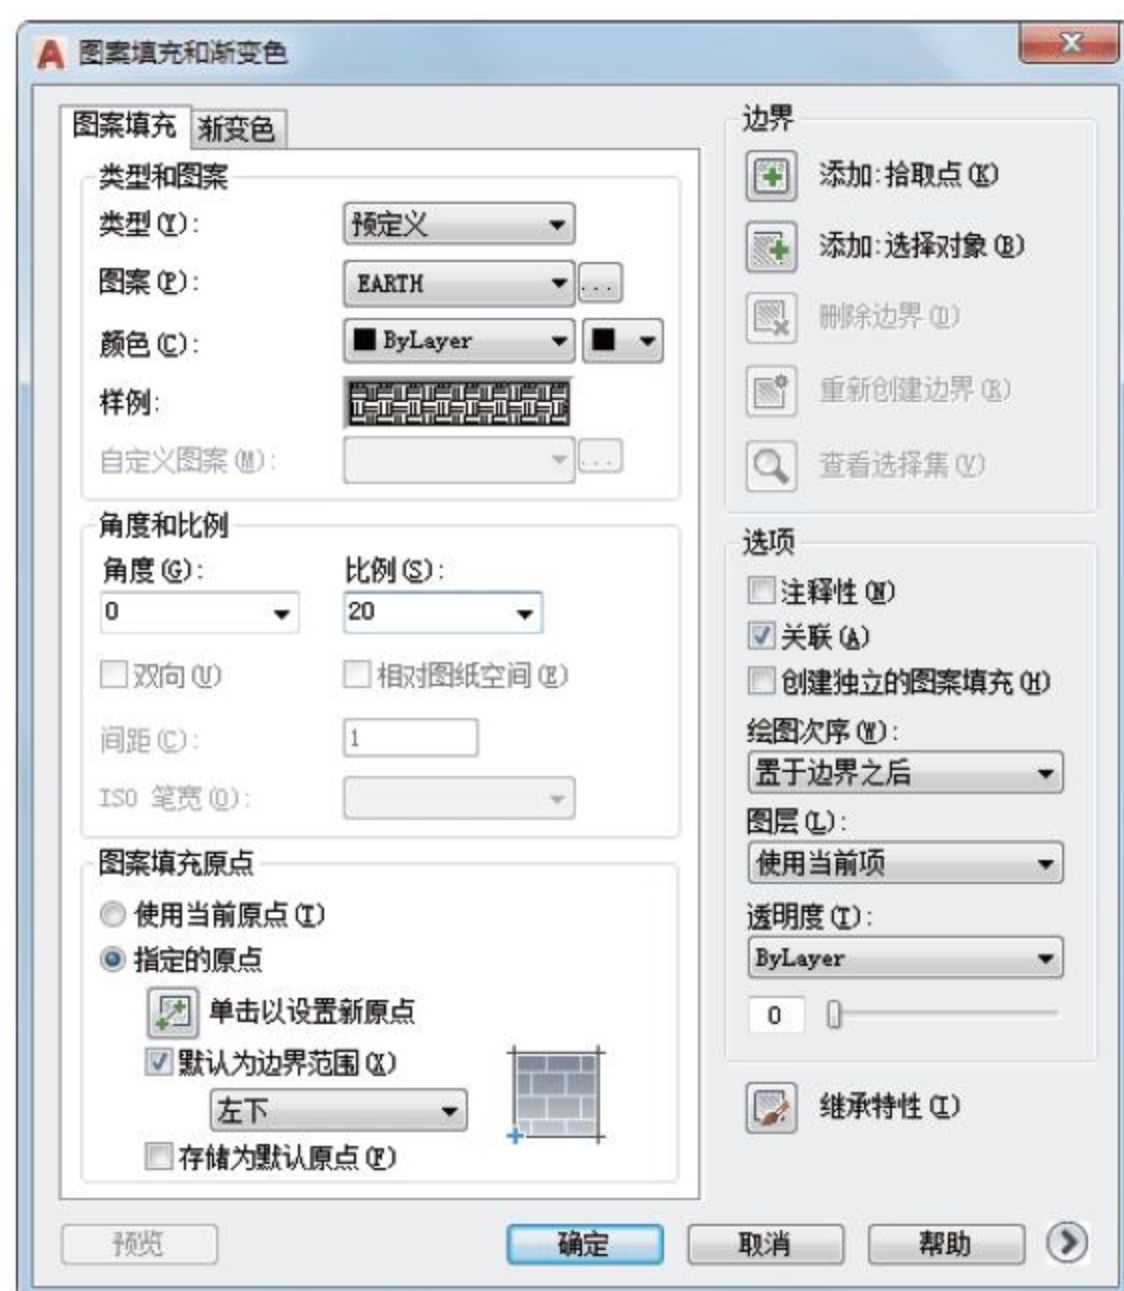 图案填充和渐变色
图案填充 渐变色
类型和图案
类型(Y):
预定义
图案(P):
EARTH
...
颜色(C):
ByLayer
样例:
自定义图案(M):
...
角度和比例
角度(G):
比例(S):
0
20
双向(U)
相对图纸空间(E)
间距(C):
1
ISO 笔宽(O):
图案填充原点
使用当前原点(T)
指定的原点
单击以设置新原点
默认为边界范围(X)
左下
存储为默认原点(F)
边界
添加:拾取点(K)
添加:选择对象(B)
删除边界(D)
重新创建边界(R)
查看选择集(V)
选项
注释性(N)
关联(A)
创建独立的图案填充(H)
绘图次序(W):
置于边界之后
图层(L):
使用当前项
透明度(T):
ByLayer
0
继承特性(I)
预览
确定
取消
帮助